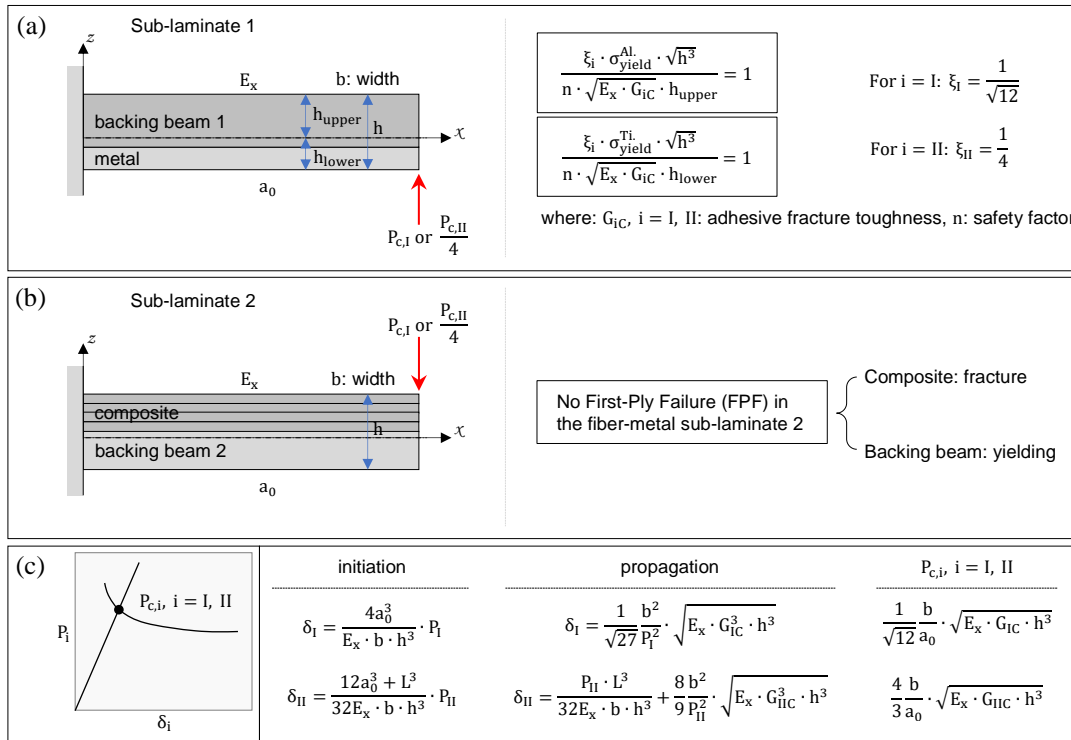 (a)
Sub-laminate 1
z
E_x
b: width
backing beam 1
h_upper
h
x
metal
h_lower
a_0
P_c,I or P_c,II/4
ξ_i · σ_yield^Al. · √h^3 / n · √E_x · G_iC · h_upper = 1
ξ_i · σ_yield^Ti. · √h^3 / n · √E_x · G_iC · h_lower = 1
For i = I: ξ_I = 1/√12
For i = II: ξ_II = 1/4
where: G_iC, i = I, II: adhesive fracture toughness, n: safety factor
(b)
Sub-laminate 2
P_c,I or P_c,II/4
z
E_x
b: width
composite
h
x
backing beam 2
a_0
No First-Ply Failure (FPF) in
the fiber-metal sub-laminate 2
Composite: fracture
Backing beam: yielding
(c)
P_c,i, i = I, II
P_i
δ_i
initiation
propagation
P_c,i, i = I, II
δ_I = 4a_0^3 / E_x · b · h^3 · P_I
δ_I = 1/√27 b^2/P_I^2 · √E_x · G_IC^3 · h^3
1/√12 b/a_0 · √E_x · G_IC · h^3
δ_II = 12a_0^3 + L^3 / 32E_x · b · h^3 · P_II
δ_II = P_II · L^3 / 32E_x · b · h^3 + 8/9 b^2/P_II^2 · √E_x · G_IIC^3 · h^3
4/3 b/a_0 · √E_x · G_IIC · h^3